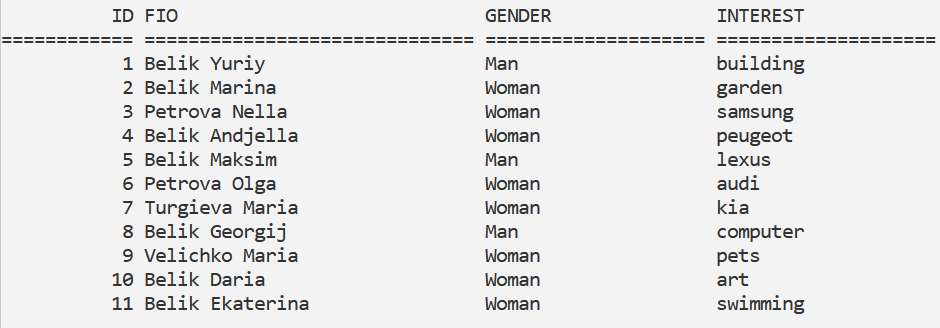 ID FIO GENDER INTEREST
============ ============================== ==================== ====================
1 Belik Yuriy Man building
2 Belik Marina Woman garden
3 Petrova Nella Woman samsung
4 Belik Andjella Woman peugeot
5 Belik Maksim Man lexus
6 Petrova Olga Woman audi
7 Turgieva Maria Woman kia
8 Belik Georgij Man computer
9 Velichko Maria Woman pets
10 Belik Daria Woman art
11 Belik Ekaterina Woman swimming